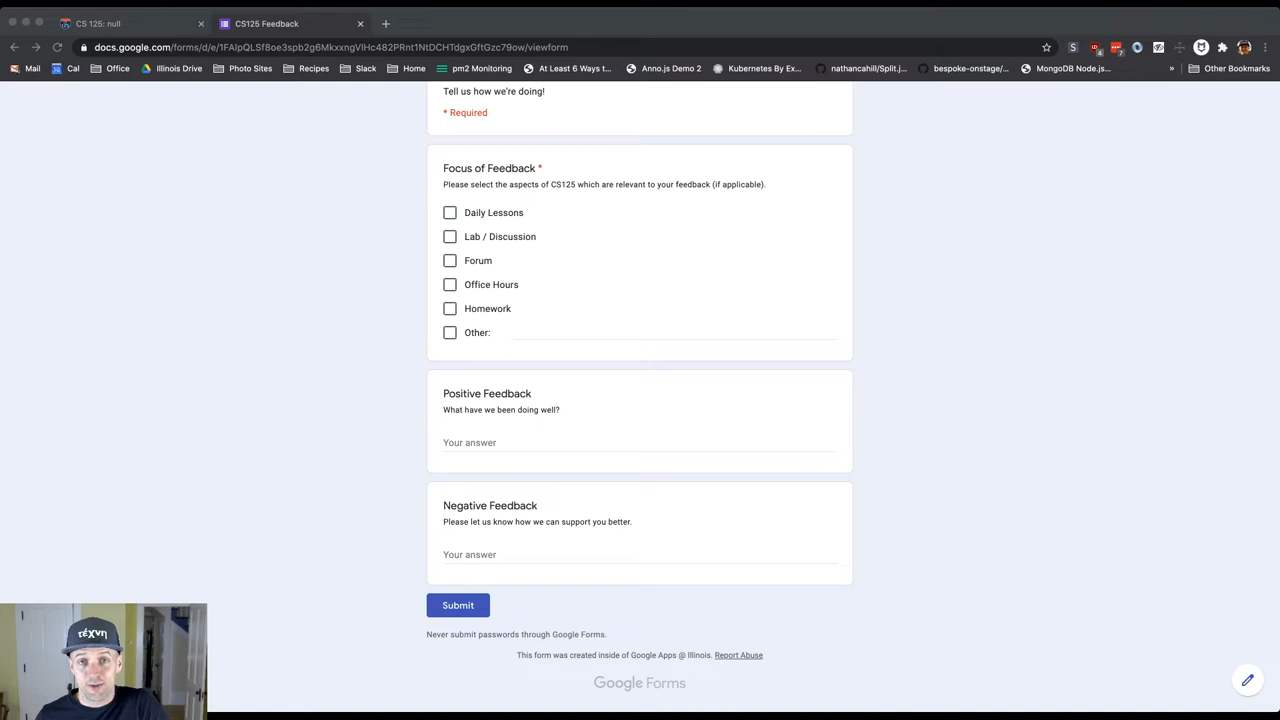 CS 125: null
CS125 Feedback
docs.google.com/forms/d/e/1FAIpQLSf8oe3spb2g6MkxxngVlHc482PRnt1NtDCHTdgxGftGzc79ow/viewform
Mail
Cal
Office
Illinois Drive
Photo Sites
Recipes
Slack
Home
pm2 Monitoring
At Least 6 Ways t...
Anno.js Demo 2
Kubernetes By Ex...
nathancahill/Split.j...
bespoke-onstage/...
MongoDB Node.js...
»
Other Bookmarks
Tell us how we're doing!
* Required
Focus of Feedback *
Please select the aspects of CS125 which are relevant to your feedback (if applicable).
Daily Lessons
Lab / Discussion
Forum
Office Hours
Homework
Other:
Positive Feedback
What have we been doing well?
Your answer
Negative Feedback
Please let us know how we can support you better.
Your answer
Submit
Never submit passwords through Google Forms.
This form was created inside of Google Apps @ Illinois. Report Abuse
Google Forms
τέχνη